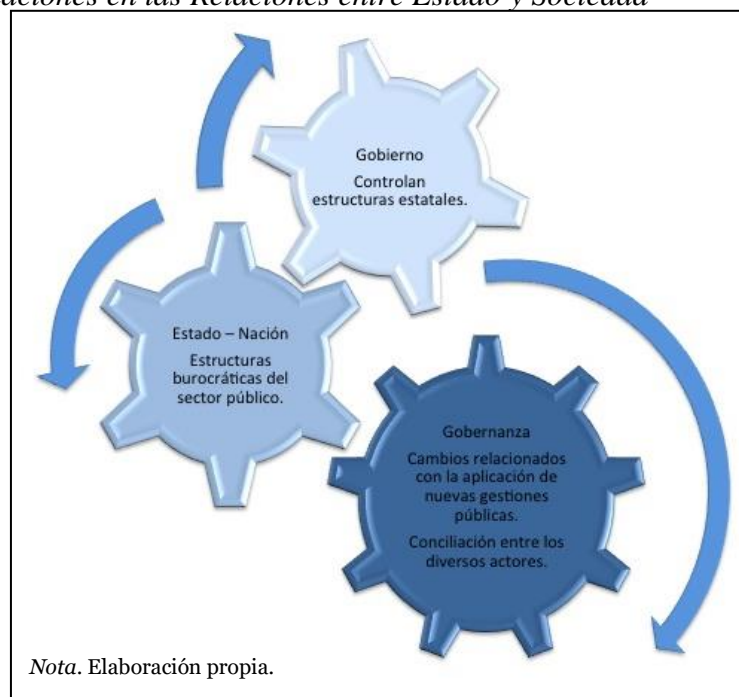 en las Relaciones entre Estado y Sociedad
Gobierno
Controlan
estructuras estatales.
Estado – Nación
Estructuras
burocráticas del
sector público.
Gobernanza
Cambios relacionados
con la aplicación de
nuevas gestiones
públicas.
Conciliación entre los
diversos actores.
Nota. Elaboración propia.